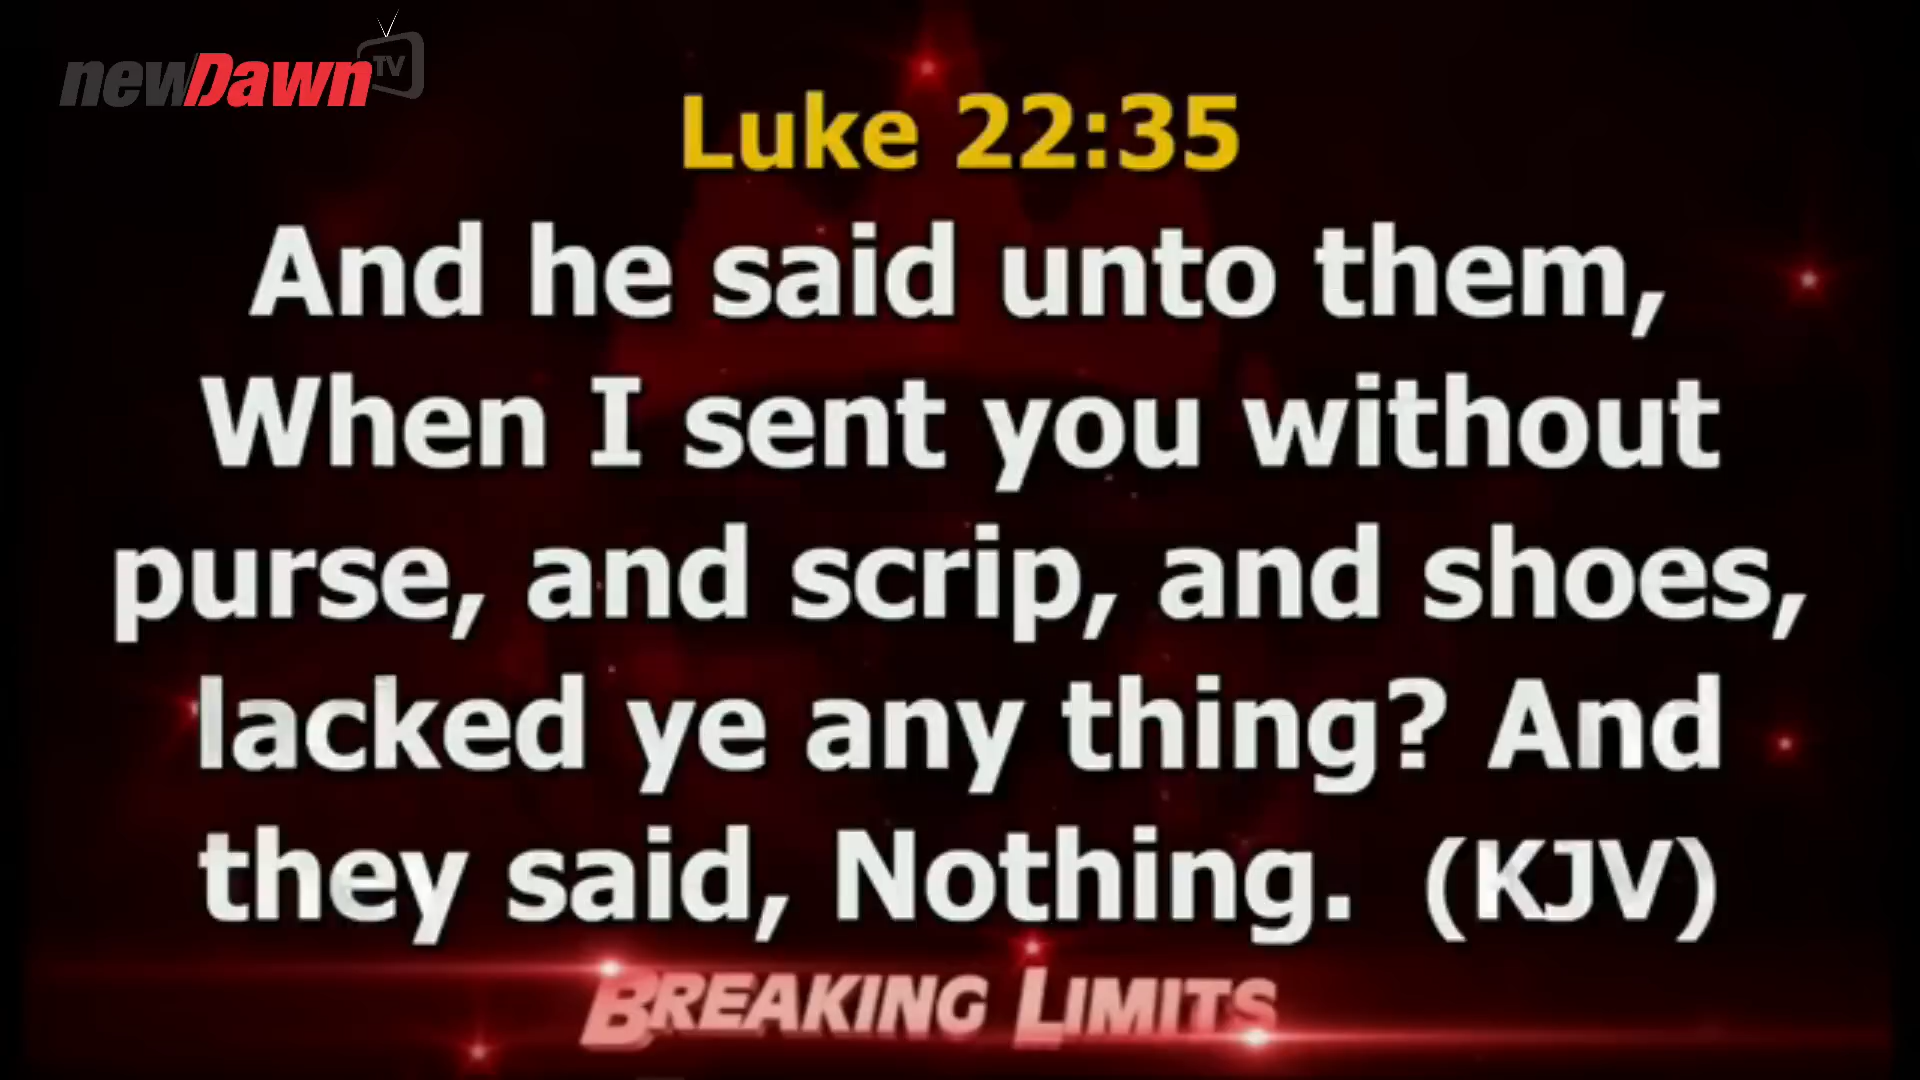 newDawn TV
Luke 22:35
And he said unto them,
When I sent you without
purse, and scrip, and shoes,
lacked ye any thing? And
they said, Nothing. (KJV)
BREAKING LIMITS